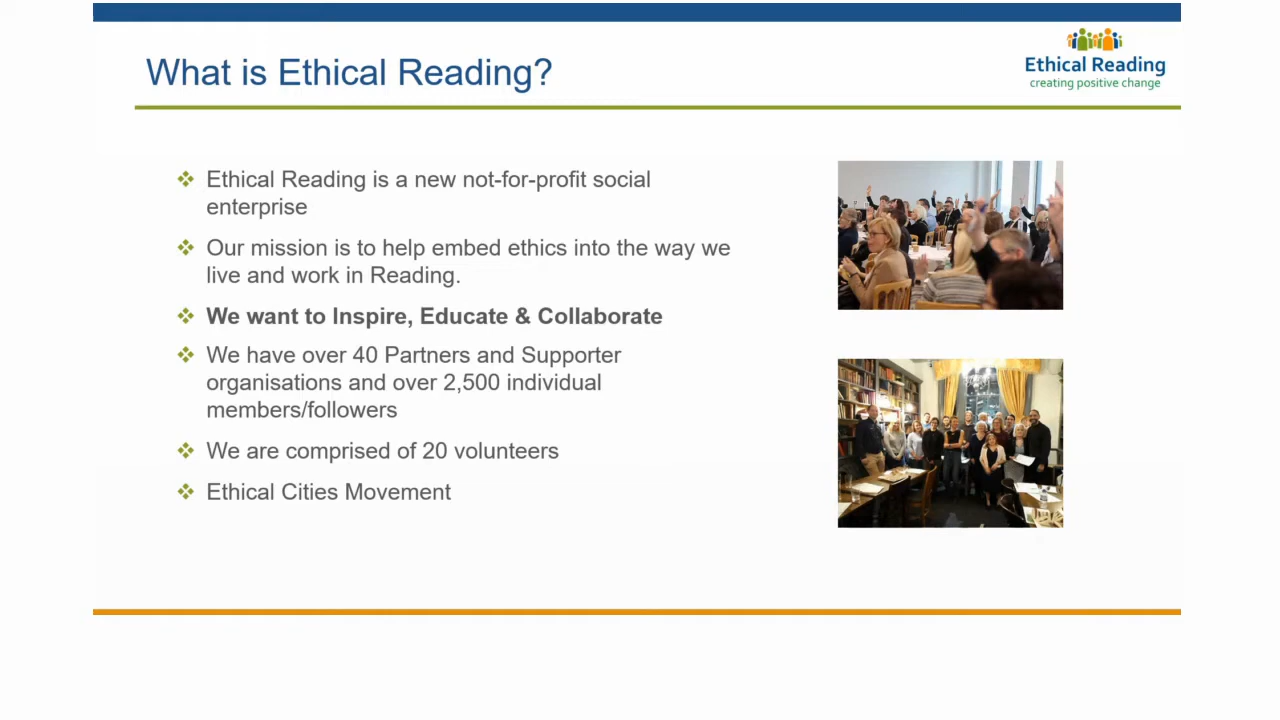 What is Ethical Reading?
Ethical Reading
creating positive change
Ethical Reading is a new not-for-profit social
enterprise
Our mission is to help embed ethics into the way we
live and work in Reading.
We want to Inspire, Educate & Collaborate
We have over 40 Partners and Supporter
organisations and over 2,500 individual
members/followers
We are comprised of 20 volunteers
Ethical Cities Movement